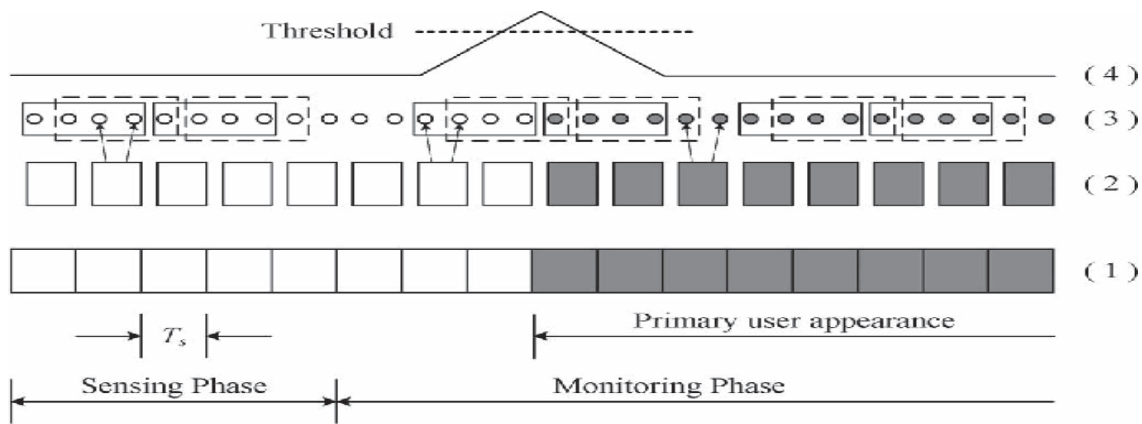 Threshold
( 4 )
( 3 )
( 2 )
( 1 )
Primary user appearance
Ts
Sensing Phase
Monitoring Phase